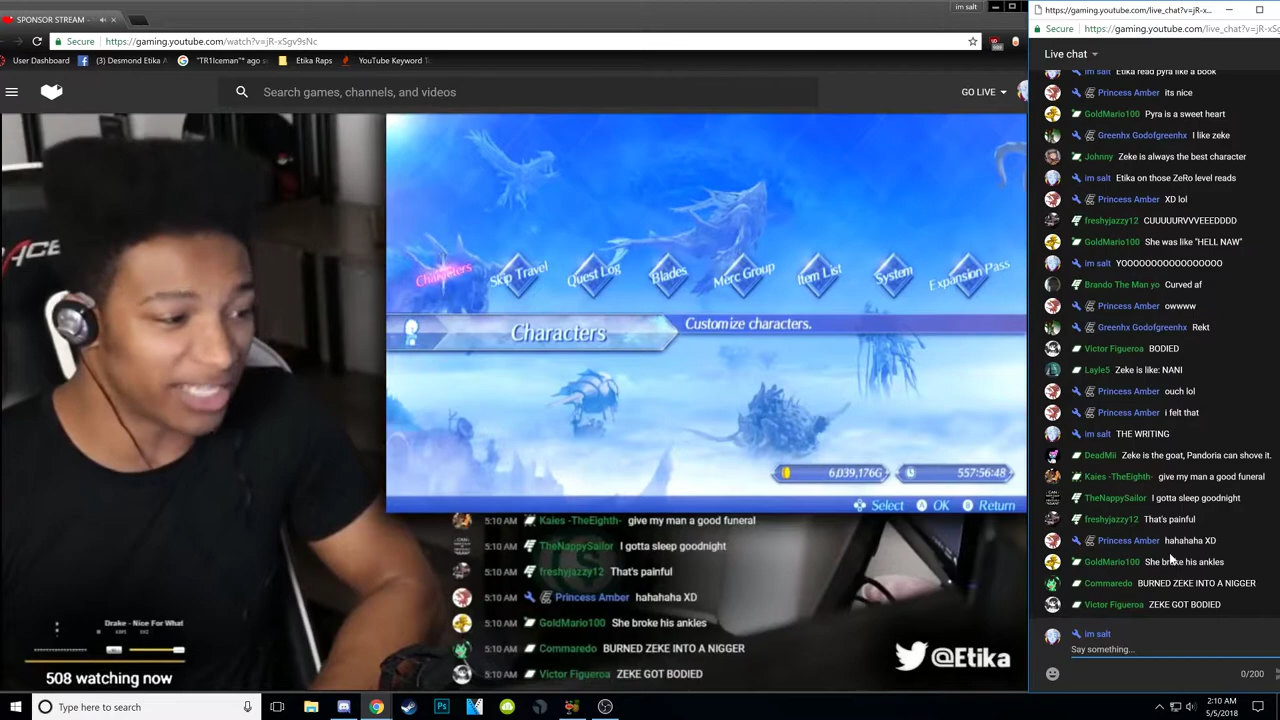 im salt
https://gaming.youtube.com/live_chat?v=jR-x...
SPONSOR STREAM -
Secure https://gaming.youtube.com/watch?v=jR-xSgv9sNc
Secure https://gaming.youtube.com/live_chat?v=jR-xSg
User Dashboard (Desmond Etika A "TR1Iceman"* ago s Etika Raps YouTube Keyword To
Search games, channels, and videos
GO LIVE
Live chat
im salt Etika read pyra like a book
Princess Amber its nice
GoldMario100 Pyra is a sweet heart
Greenhx Godofgreenhx I like zeke
Johnny Zeke is always the best character
im salt Etika on those ZeRo level reads
Princess Amber XD lol
freshyjazzy12 CUUUUURVVVEEEDDDD
GoldMario100 She was like "HELL NAW"
im salt YOOOOOOOOOOOOOOOO
Brando The Man yo Curved af
Princess Amber owwww
Greenhx Godofgreenhx Rekt
Victor Figueroa BODIED
Layle5 Zeke is like: NANI
Princess Amber ouch lol
Princess Amber i felt that
im salt THE WRITING
DeadMii Zeke is the goat, Pandoria can shove it.
Kaies -TheEighth- give my man a good funeral
TheNappySailor I gotta sleep goodnight
freshyjazzy12 That's painful
Princess Amber hahahaha XD
GoldMario100 She broke his ankles
Commaredo BURNED ZEKE INTO A NIGGER
Victor Figueroa ZEKE GOT BODIED
im salt
Say something...
0/200
Characters Skip Travel Quest Log Blades Merc Group Item List System Expansion Pass
Characters
Customize characters.
6,039,176G 557:56:48
Select OK Return
5:10 AM Kaies -TheEighth- give my man a good funeral
5:10 AM TheNappySailor I gotta sleep goodnight
5:10 AM freshyjazzy12 That's painful
5:10 AM Princess Amber hahahaha XD
5:10 AM GoldMario100 She broke his ankles
5:10 AM Commaredo BURNED ZEKE INTO A NIGGER
5:10 AM Victor Figueroa ZEKE GOT BODIED
Drake - Nice For What
508 watching now
@Etika
Type here to search
2:10 AM
5/5/2018